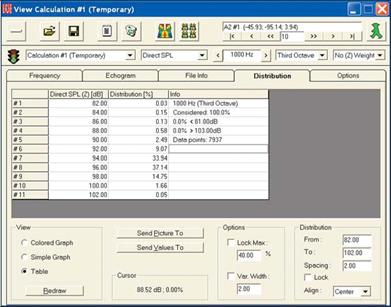 View Calculation #1 (Temporary)
A2 #1 (-45.93, -95.14, 3.94)
|< < << 10 >> > >|
Calculation #1 (Temporary) Direct SPL < 1000 Hz > Third Octave No (Z) Weight
Frequency Echogram File Info Distribution Options
Direct SPL (Z) [dB] Distribution [%] Info
#1 82.00 0.03 1000 Hz (Third Octave)
#2 84.00 0.15 Considered: 100.0%
#3 86.00 0.13 0.0% < 81.00dB
#4 88.00 0.58 0.0% > 103.00dB
#5 90.00 2.49 Data points: 7937
#6 92.00 9.07
#7 94.00 33.94
#8 96.00 37.14
#9 98.00 14.75
#10 100.00 1.66
#11 102.00 0.05
View
Colored Graph
Simple Graph
Table
Redraw
Send Picture To
Send Values To
Cursor
88.52 dB ; 0.00%
Options
Lock Max :
40.00 %
Var. Width :
2.00
Distribution
From : 82.00
To : 102.00
Spacing : 2.00
Lock
Align : Center